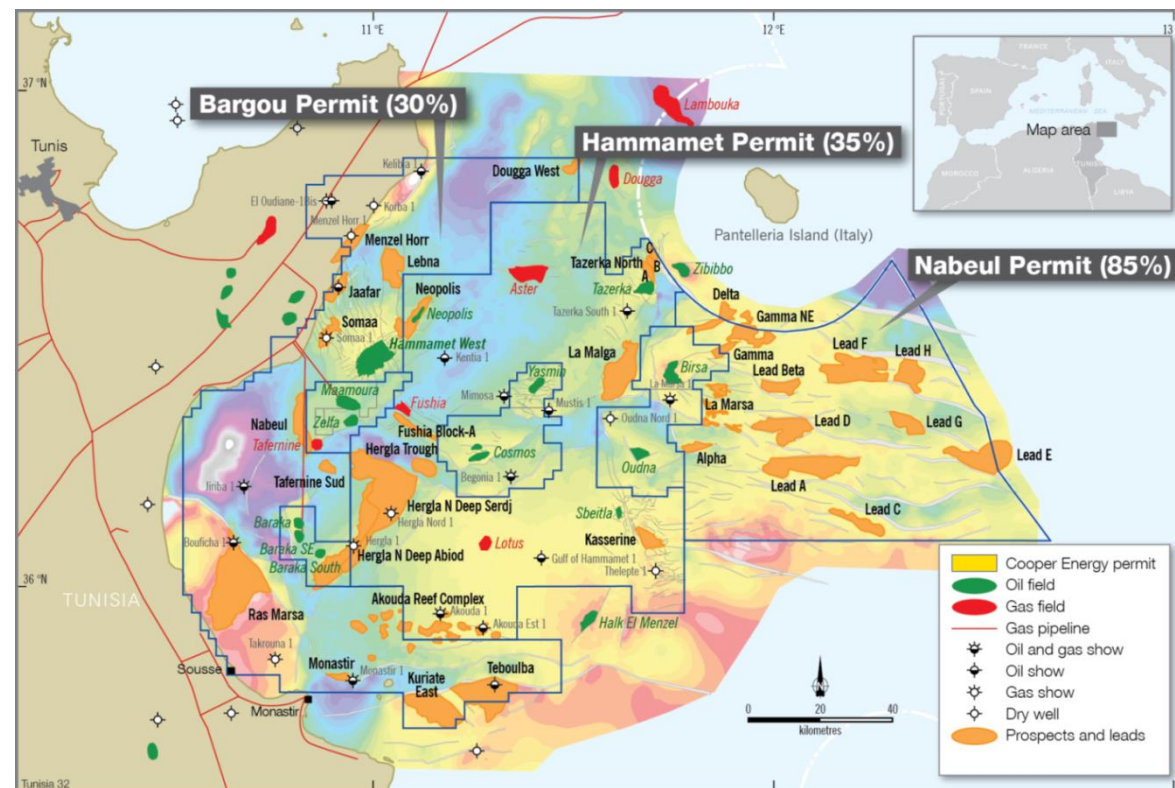 11 °E
12 °E
13
37 °N
36 °N
Bargou Permit (30%)
Hammamet Permit (35%)
Nabeul Permit (85%)
FRANCE
ITALY
PORTUGAL
SPAIN
MEDITERRANEAN SEA
Map area
MOROCCO
ALGERIA
TUNISIA
LIBYA
Lambouka
Tunis
Kelibia 1
Dougga West
Dougga
El Oudiane-1Bis
Korba 1
Menzel Horr 1
Pantelleria Island (Italy)
Menzel Horr
Lebna
Tazerka North
C
B
A
Zibibbo
Aster
Tazerka
Jaafar
Neopolis
Neopolis
Delta
Tazerka South 1
Gamma NE
Somaa
Somaa 1
Hammamet West
Kentia 1
La Malga
Gamma
Lead F
Lead H
Birsa
Lead Beta
Yasmin
La Marsa 1
Maamoura
Mimosa
Mustis 1
La Marsa
Fushia
Oudna Nord 1
Zelfa
Nabeul
Lead D
Lead G
Fushia Block-A
Tafernine
Hergla Trough
Cosmos
Alpha
Oudna
Lead E
Tafernine Sud
Begonia 1
Jiriba 1
Lead A
Hergla N Deep Serdj
Hergla Nord 1
Sbeitla
Lead C
Baraka
Kasserine
Bouficha 1
Baraka SE
Hergla 1
Lotus
Hergla N Deep Abiod
Baraka South
Gulf of Hammamet 1
Thelepte 1
TUNISIA
Ras Marsa
Akouda Reef Complex
Akouda 1
Akouda Est 1
Halk El Menzel
Takrouna 1
Sousse
Monastir
Monastir 1
Teboulba
Kuriate
East
Monastir
N
0
20
40
kilometres
Cooper Energy permit
Oil field
Gas field
Gas pipeline
Oil and gas show
Oil show
Gas show
Dry well
Prospects and leads
Tunisia 32